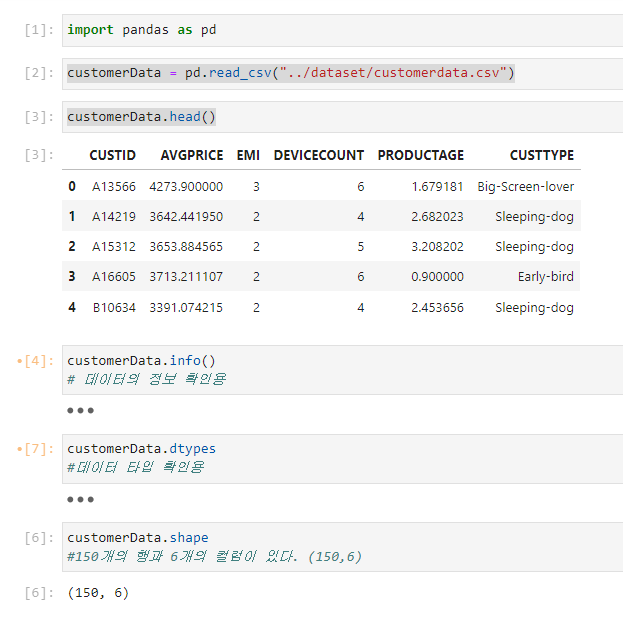 [1]: import pandas as pd
[2]: customerData = pd.read_csv("../dataset/customerdata.csv")
[3]: customerData.head()
[3]: CUSTID AVGPRICE EMI DEVICECOUNT PRODUCTAGE CUSTTYPE
0 A13566 4273.900000 3 6 1.679181 Big-Screen-lover
1 A14219 3642.441950 2 4 2.682023 Sleeping-dog
2 A15312 3653.884565 2 5 3.208202 Sleeping-dog
3 A16605 3713.211107 2 6 0.900000 Early-bird
4 B10634 3391.074215 2 4 2.453656 Sleeping-dog
•[4]: customerData.info()
# 데이터의 정보 확인용
•••
•[7]: customerData.dtypes
#데이터 타입 확인용
•••
[6]: customerData.shape
#150개의 행과 6개의 컬럼이 있다. (150,6)
[6]: (150, 6)